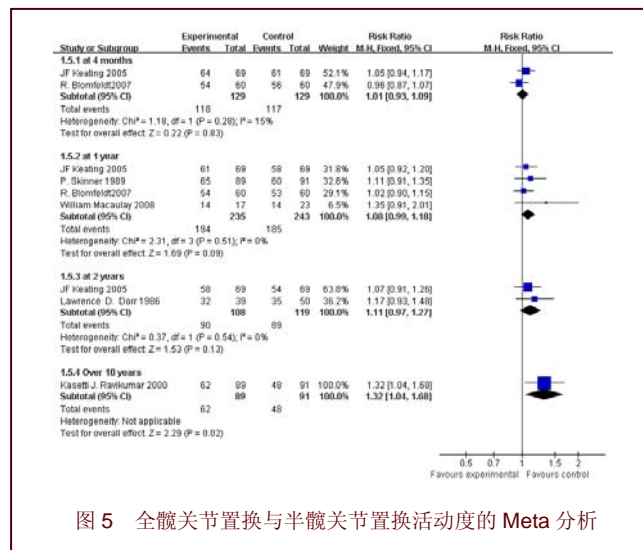 Experimental Control Risk Ratio Risk Ratio
Study or Subgroup Events Total Events Total Weight M-H, Fixed, 95% CI M-H, Fixed, 95% CI
1.5.1 at 4 months
JF Keating 2005 64 69 61 69 52.1% 1.05 [0.94, 1.17]
R. Blomfeldt2007 54 60 56 60 47.9% 0.96 [0.87, 1.07]
Subtotal (95% CI) 129 129 100.0% 1.01 [0.93, 1.09]
Total events 118 117
Heterogeneity: Chi² = 1.18, df = 1 (P = 0.28); I² = 15%
Test for overall effect: Z = 0.22 (P = 0.83)
1.5.2 at 1 year
JF Keating 2005 61 69 58 69 31.8% 1.05 [0.92, 1.20]
P. Skinner 1989 65 89 60 91 32.6% 1.11 [0.91, 1.35]
R. Blomfeldt2007 54 60 53 60 29.1% 1.02 [0.90, 1.15]
William Macaulay 2008 14 17 14 23 6.5% 1.35 [0.91, 2.01]
Subtotal (95% CI) 235 243 100.0% 1.08 [0.99, 1.18]
Total events 194 185
Heterogeneity: Chi² = 2.31, df = 3 (P = 0.51); I² = 0%
Test for overall effect: Z = 1.69 (P = 0.09)
1.5.3 at 2 years
JF Keating 2005 58 69 54 69 63.8% 1.07 [0.91, 1.26]
Lawrence D. Dorr 1986 32 39 35 50 36.2% 1.17 [0.93, 1.48]
Subtotal (95% CI) 108 119 100.0% 1.11 [0.97, 1.27]
Total events 90 89
Heterogeneity: Chi² = 0.37, df = 1 (P = 0.54); I² = 0%
Test for overall effect: Z = 1.53 (P = 0.13)
1.5.4 Over 10 years
Kasetti J. Ravikumar 2000 62 89 48 91 100.0% 1.32 [1.04, 1.68]
Subtotal (95% CI) 89 91 100.0% 1.32 [1.04, 1.68]
Total events 62 48
Heterogeneity: Not applicable
Test for overall effect: Z = 2.29 (P = 0.02)
0.5 0.7 1 1.5 2
Favours experimental Favours control
图 5 全髋关节置换与半髋关节置换活动度的 Meta 分析